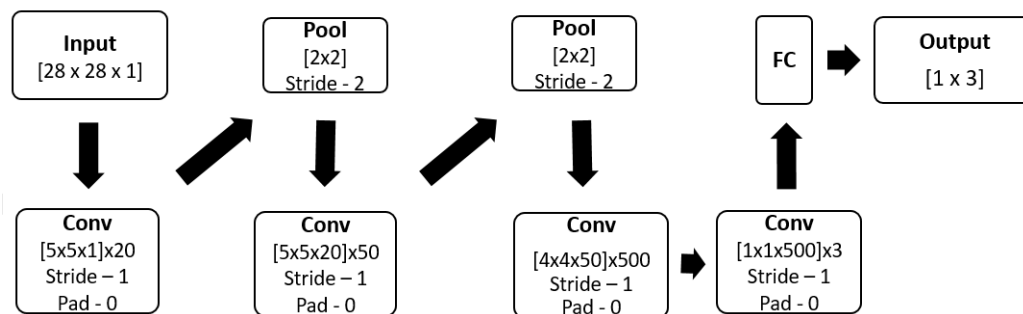 Input
[28 x 28 x 1]
Conv
[5x5x1]x20
Stride – 1
Pad - 0
Pool
[2x2]
Stride - 2
Conv
[5x5x20]x50
Stride – 1
Pad - 0
Pool
[2x2]
Stride - 2
Conv
[4x4x50]x500
Stride – 1
Pad - 0
Conv
[1x1x500]x3
Stride – 1
Pad - 0
FC
Output
[1 x 3]